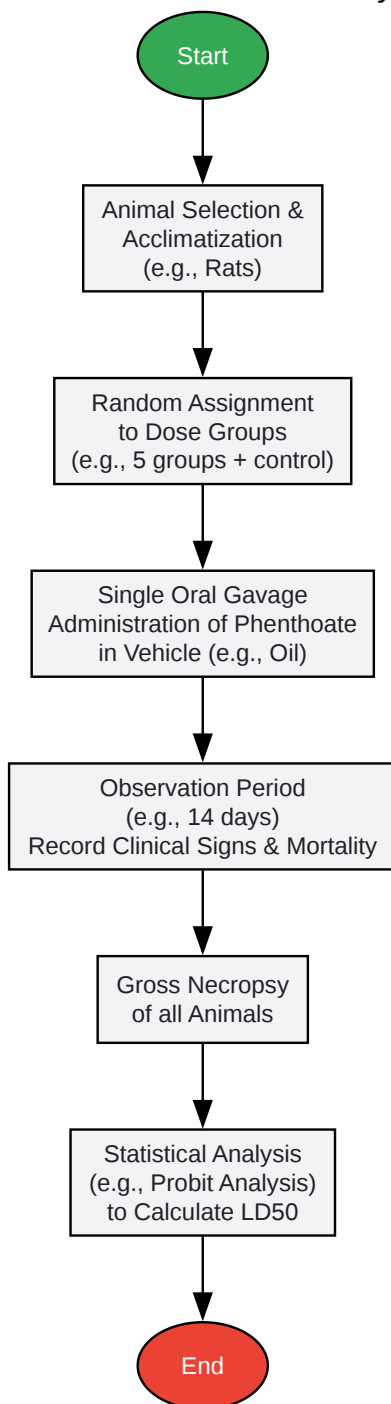 Start
Animal Selection &
Acclimatization
(e.g., Rats)
Random Assignment
to Dose Groups
(e.g., 5 groups + control)
Single Oral Gavage
Administration of Phenthoate
in Vehicle (e.g., Oil)
Observation Period
(e.g., 14 days)
Record Clinical Signs & Mortality
Gross Necropsy
of all Animals
Statistical Analysis
(e.g., Probit Analysis)
to Calculate LD50
End